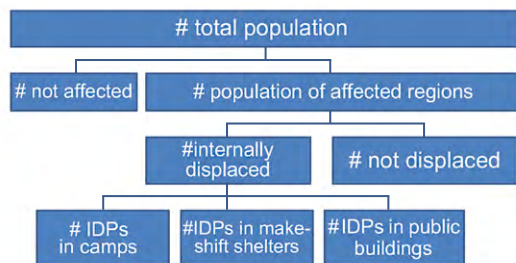 # total population
# not affected
# population of affected regions
#internally
displaced
# not displaced
# IDPs
in camps
#IDPs in make-
shift shelters
#IDPs in public
buildings